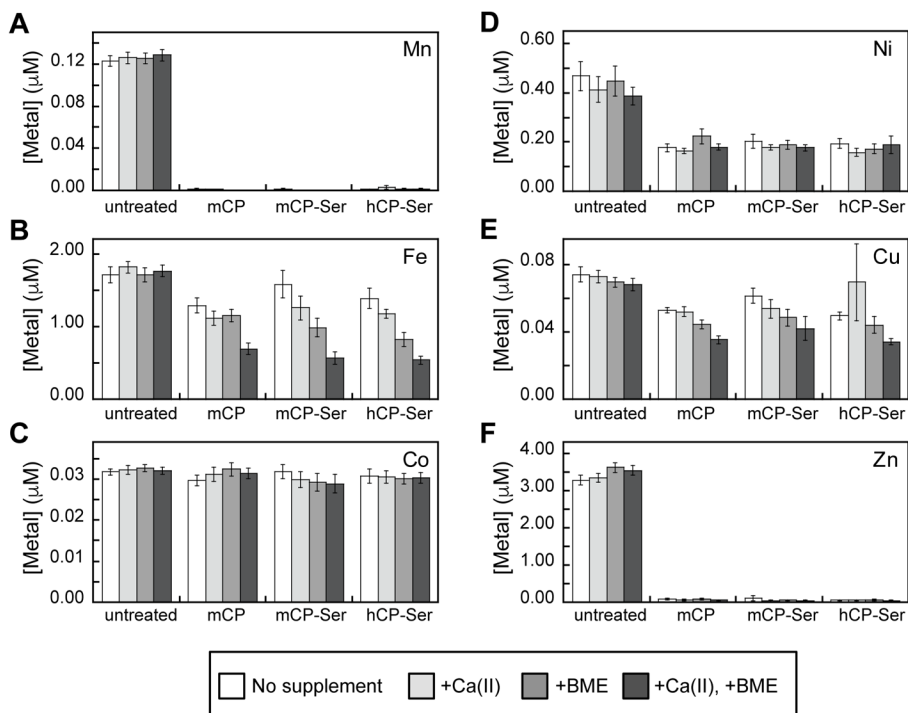 A
Mn
[Metal] (μM)
0.12
0.08
0.04
0.00
untreated mCP mCP-Ser hCP-Ser
B
Fe
[Metal] (μM)
2.00
1.00
0.00
untreated mCP mCP-Ser hCP-Ser
C
Co
[Metal] (μM)
0.03
0.02
0.01
0.00
untreated mCP mCP-Ser hCP-Ser
D
Ni
[Metal] (μM)
0.60
0.40
0.20
0.00
untreated mCP mCP-Ser hCP-Ser
E
Cu
[Metal] (μM)
0.08
0.04
0.00
untreated mCP mCP-Ser hCP-Ser
F
Zn
[Metal] (μM)
4.00
3.00
2.00
1.00
0.00
untreated mCP mCP-Ser hCP-Ser
No supplement +Ca(II) +BME +Ca(II), +BME